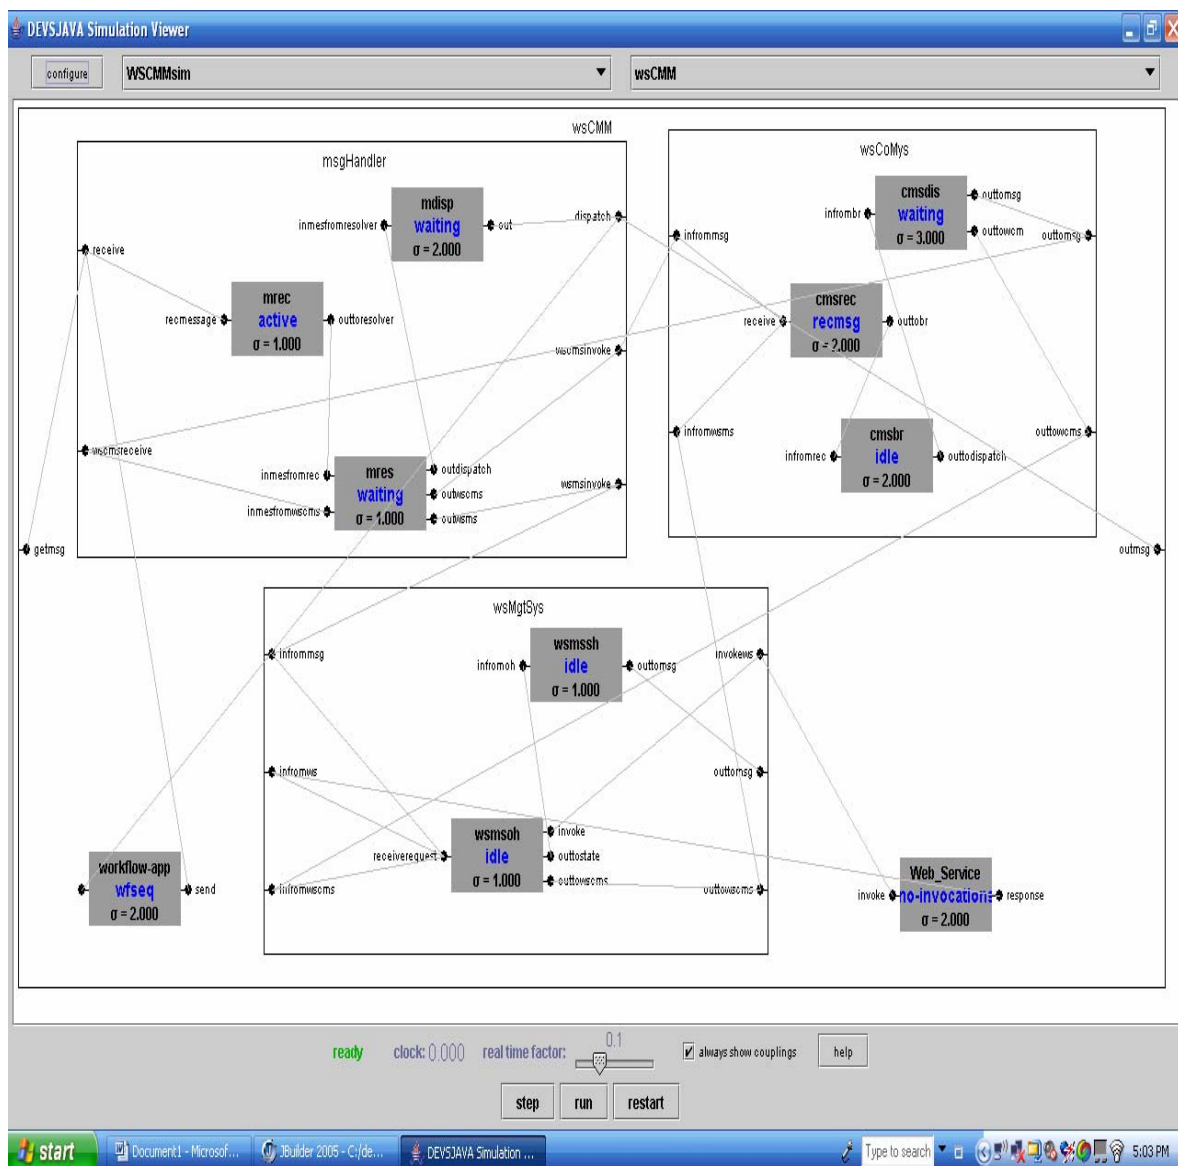 DEVSJAVA Simulation Viewer
configure
WSCMMsim
wsCMM
wsCMM
msgHandler
mdisp
waiting
σ = 2.000
inmesfromresolver
out
dispatch
receive
mrec
active
σ = 1.000
recmessage
outtoresolver
wscmsinvoke
wscmsreceive
mres
waiting
σ = 1.000
inmesfromrec
inmesfromwscms
outdispatch
outwscms
outwsms
wsmsinvoke
getmsg
wsCoMys
cmsdis
waiting
σ = 3.000
infrombr
outtomsg
outtowcm
infrommsg
outtomsg
cmsrec
recmsg
σ = 2.000
receive
outtobr
infromwsms
outtowcms
cmsbr
idle
σ = 2.000
infromrec
outtodispatch
outmsg
wsMgtSys
wsmssh
idle
σ = 1.000
infrommsg
infromoh
outtomsg
invokews
infromws
outtomsg
wsmsoh
idle
σ = 1.000
receiverequest
invoke
outtostate
outtowscms
infromwscms
outtowscms
workflow-app
wfseq
σ = 2.000
send
Web_Service
no-invocations
σ = 2.000
invoke
response
ready
clock: 0.000
real time factor:
0.1
always show couplings
help
step
run
restart
start
Document1 - Microsof...
JBuilder 2005 - C:/de...
DEVSJAVA Simulation ...
Type to search
5:03 PM